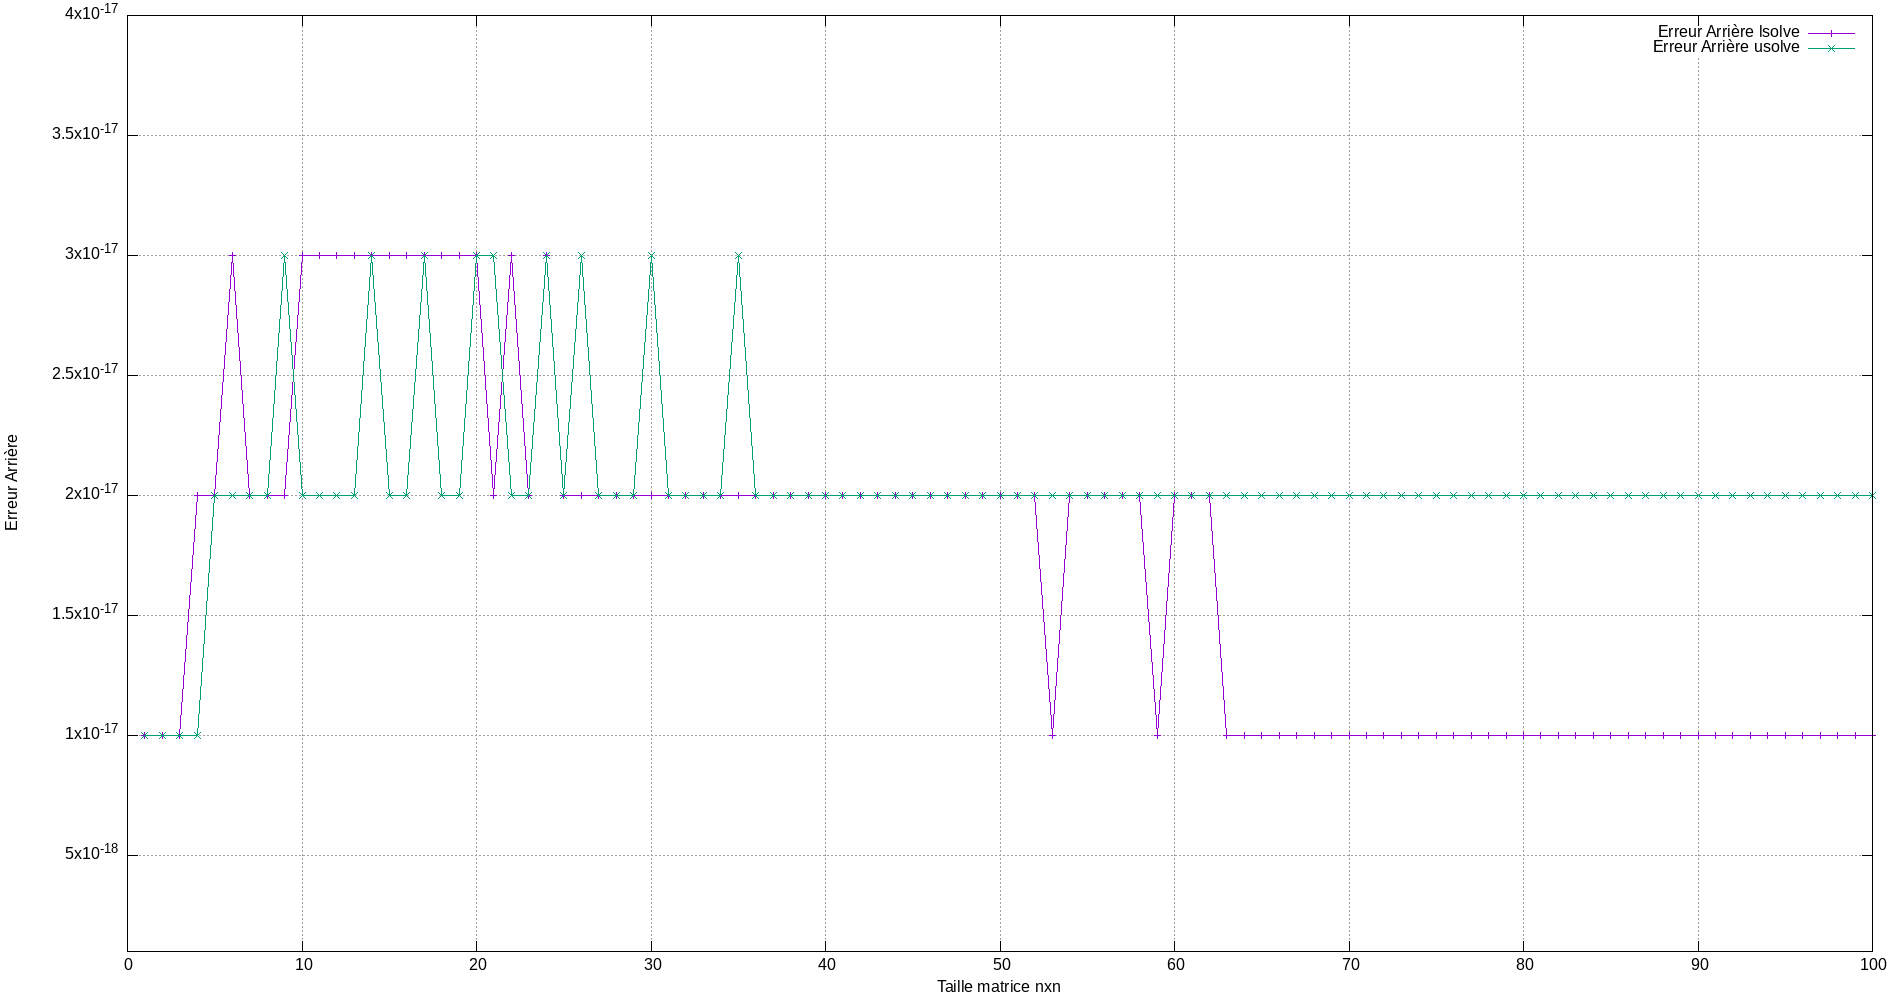 4x10-17
3.5x10-17
3x10-17
2.5x10-17
2x10-17
1.5x10-17
1x10-17
5x10-18
Erreur Arrière
Erreur Arrière lsolve
Erreur Arrière usolve
0 10 20 30 40 50 60 70 80 90 100
Taille matrice nxn